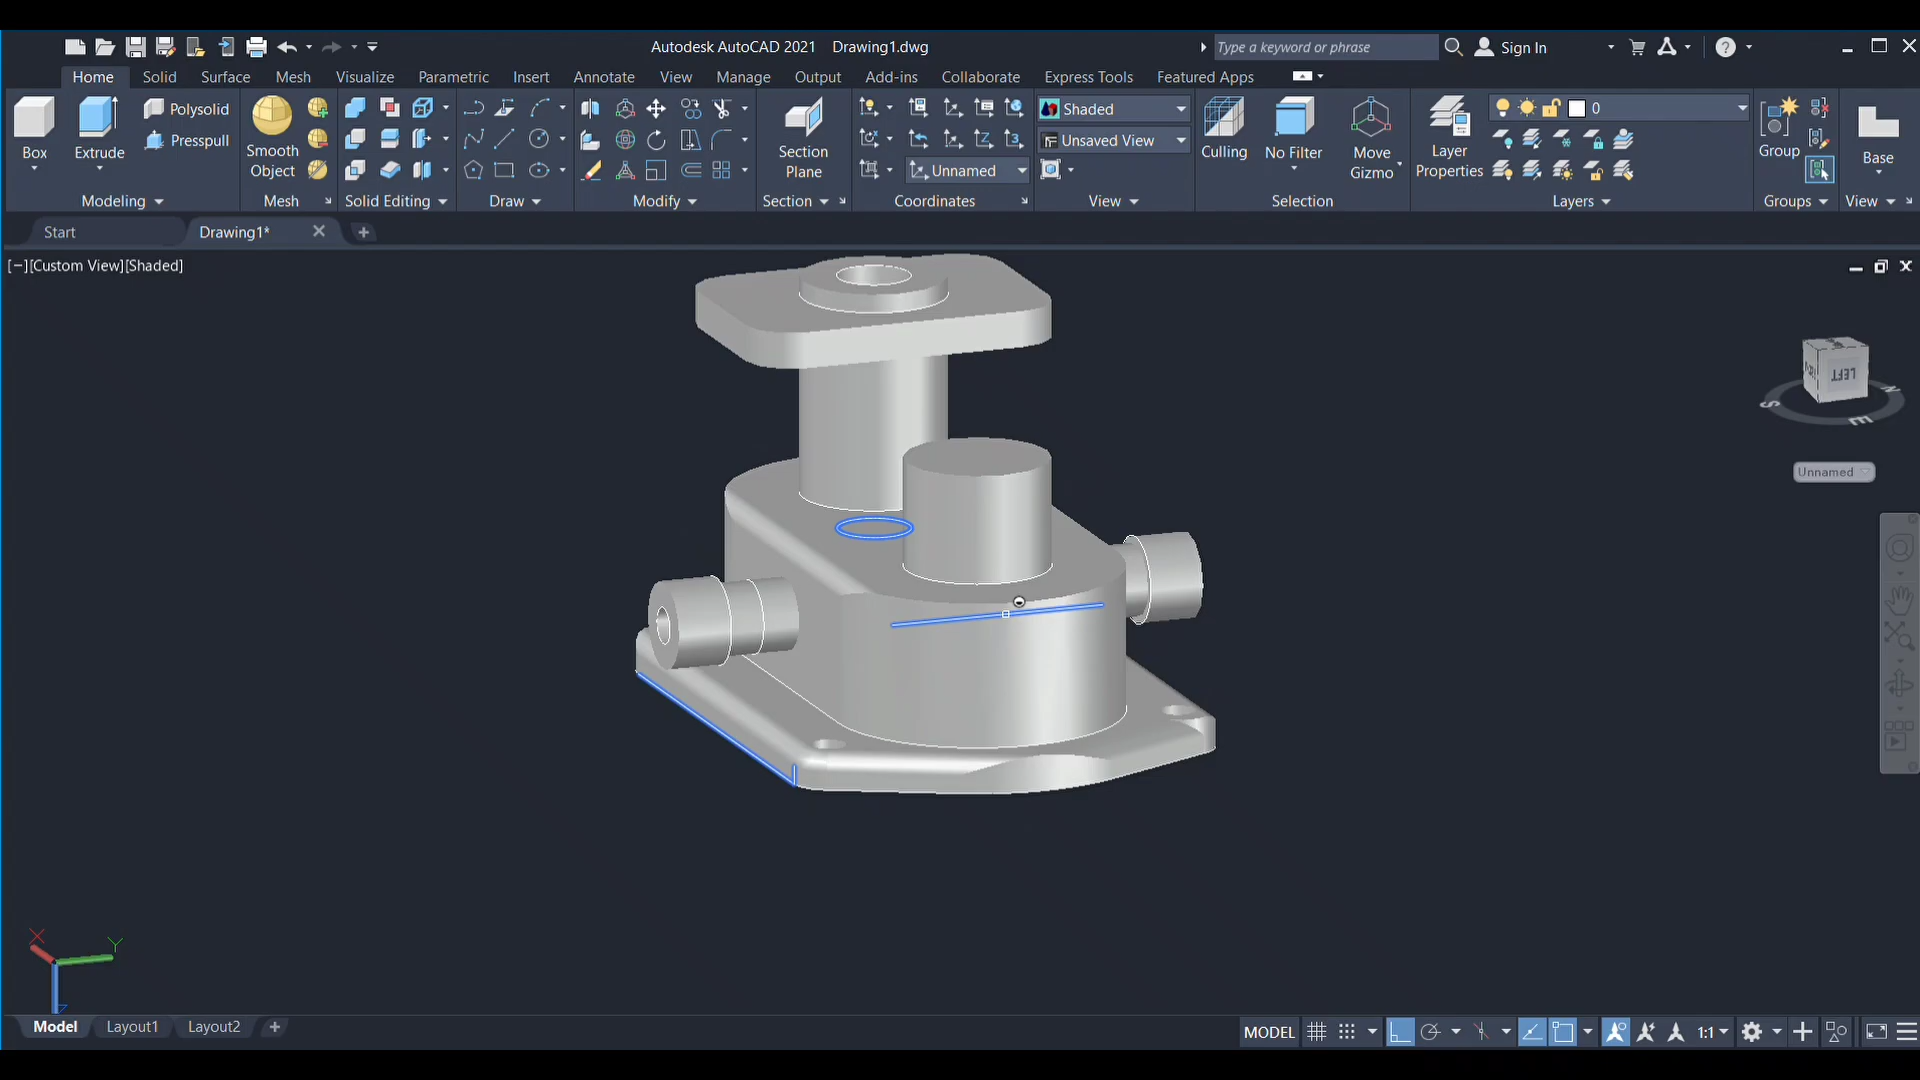 Autodesk AutoCAD 2021 Drawing1.dwg
Type a keyword or phrase
Sign In
Home Solid Surface Mesh Visualize Parametric Insert Annotate View Manage Output Add-ins Collaborate Express Tools Featured Apps
Box
Extrude
Polysolid
Presspull
Smooth
Object
Section
Plane
Unnamed
Shaded
Unsaved View
Culling
No Filter
Move
Gizmo
Layer
Properties
0
Group
Base
Modeling Mesh Solid Editing Draw Modify Section Coordinates View Selection Layers Groups View
Start Drawing1*
[−][Custom View][Shaded]
LEFT
S
N
E
Unnamed
X
Y
Z
Model Layout1 Layout2
MODEL
1:1